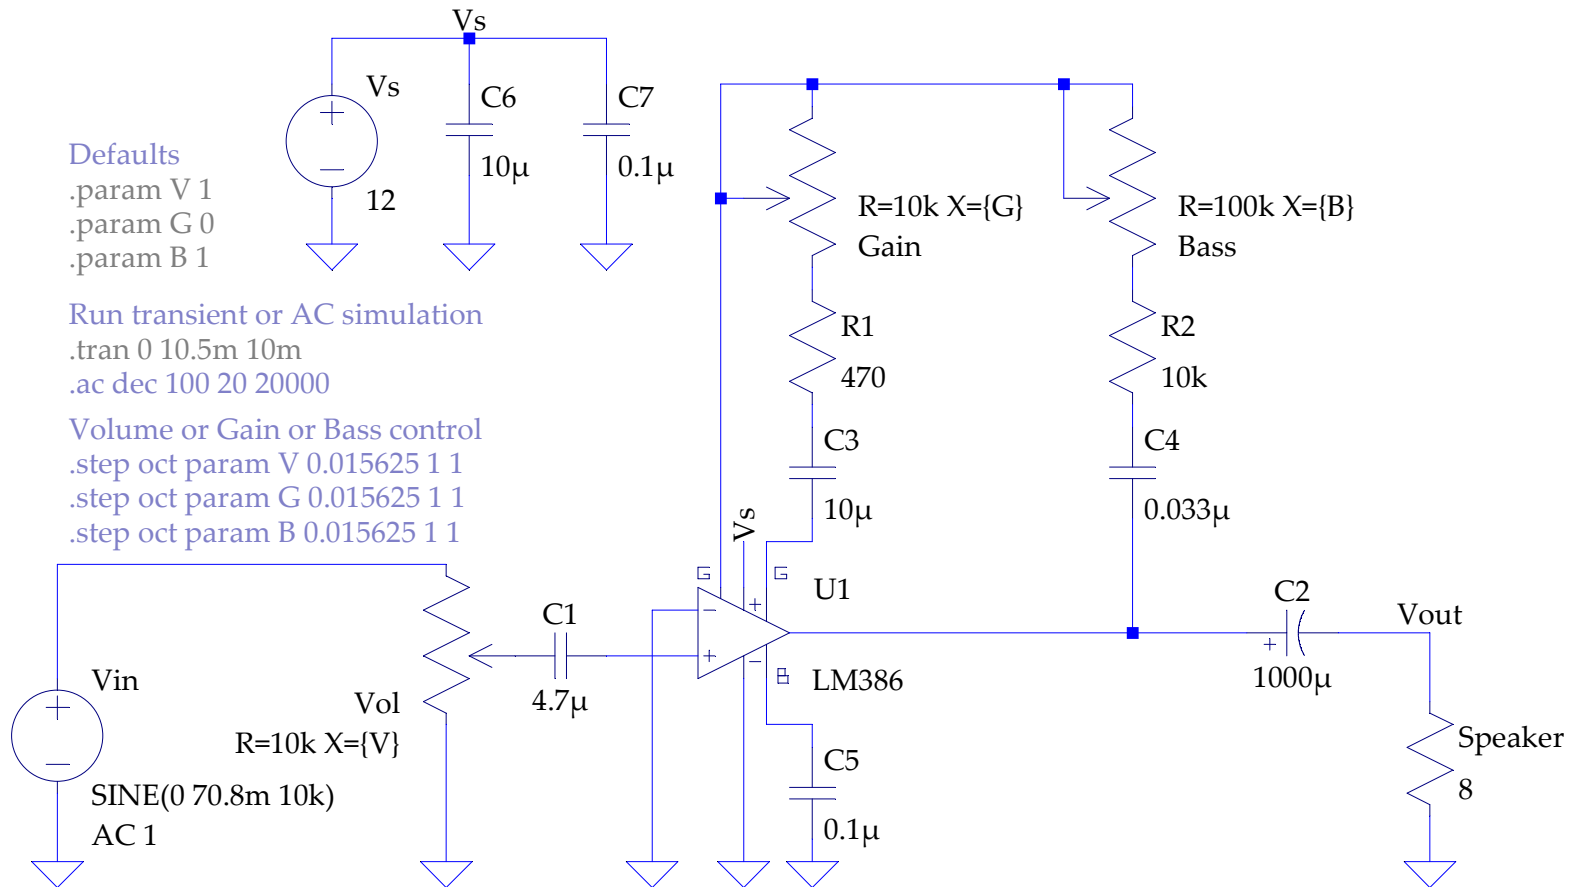 Vs
Vs
12
C6
10µ
C7
0.1µ
Defaults
.param V 1
.param G 0
.param B 1
Run transient or AC simulation
.tran 0 10.5m 10m
.ac dec 100 20 20000
Volume or Gain or Bass control
.step oct param V 0.015625 1 1
.step oct param G 0.015625 1 1
.step oct param B 0.015625 1 1
R=10k X={G}
Gain
R=100k X={B}
Bass
R1
470
R2
10k
C3
10µ
C4
0.033µ
Vs
G
G
U1
LM386
B
C1
4.7µ
Vin
SINE(0 70.8m 10k)
AC 1
Vol
R=10k X={V}
C5
0.1µ
C2
1000µ
Vout
Speaker
8